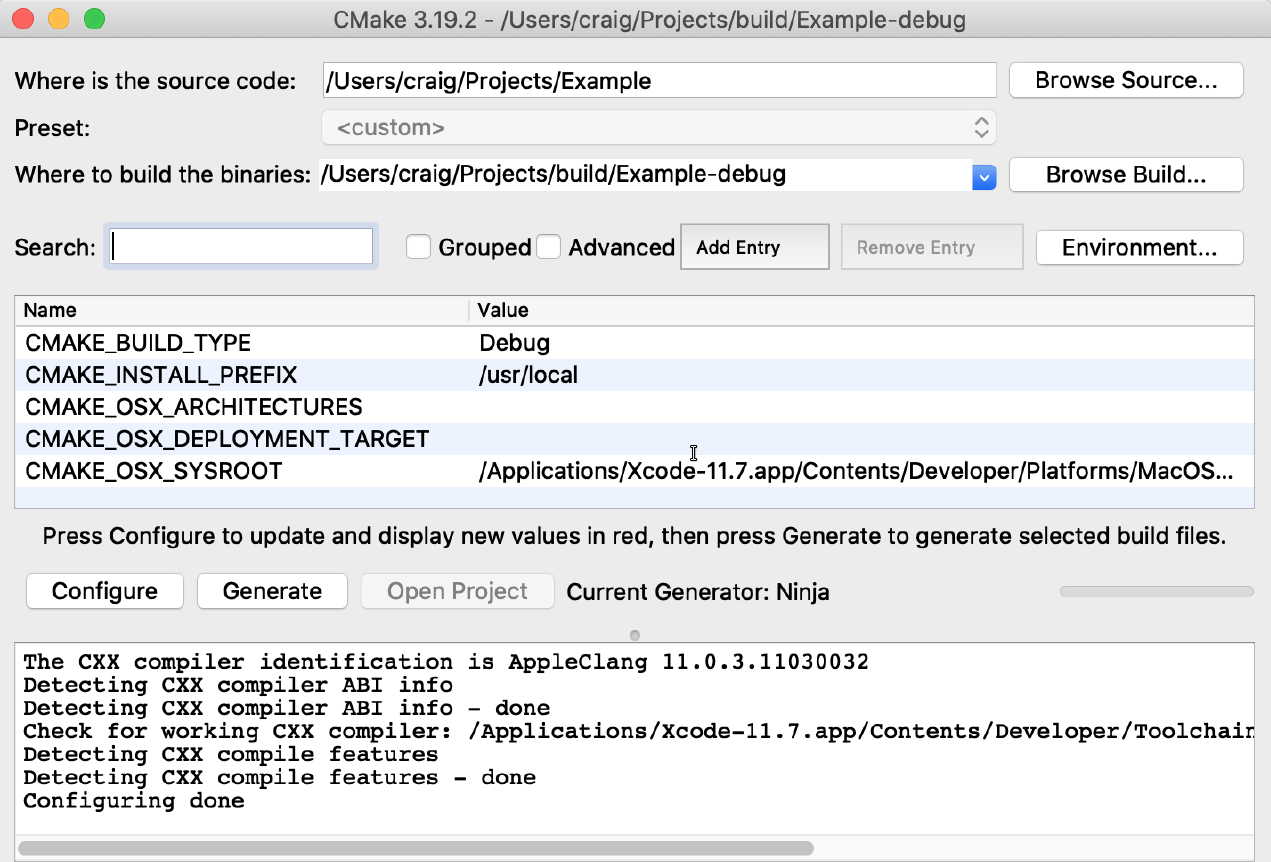 CMake 3.19.2 - /Users/craig/Projects/build/Example-debug
Where is the source code: /Users/craig/Projects/Example Browse Source...
Preset: <custom>
Where to build the binaries: /Users/craig/Projects/build/Example-debug Browse Build...
Search: Grouped Advanced Add Entry Remove Entry Environment...
Name Value
CMAKE_BUILD_TYPE Debug
CMAKE_INSTALL_PREFIX /usr/local
CMAKE_OSX_ARCHITECTURES
CMAKE_OSX_DEPLOYMENT_TARGET
CMAKE_OSX_SYSROOT /Applications/Xcode-11.7.app/Contents/Developer/Platforms/MacOS...
Press Configure to update and display new values in red, then press Generate to generate selected build files.
Configure Generate Open Project Current Generator: Ninja
The CXX compiler identification is AppleClang 11.0.3.11030032
Detecting CXX compiler ABI info
Detecting CXX compiler ABI info - done
Check for working CXX compiler: /Applications/Xcode-11.7.app/Contents/Developer/Toolchain
Detecting CXX compile features
Detecting CXX compile features - done
Configuring done